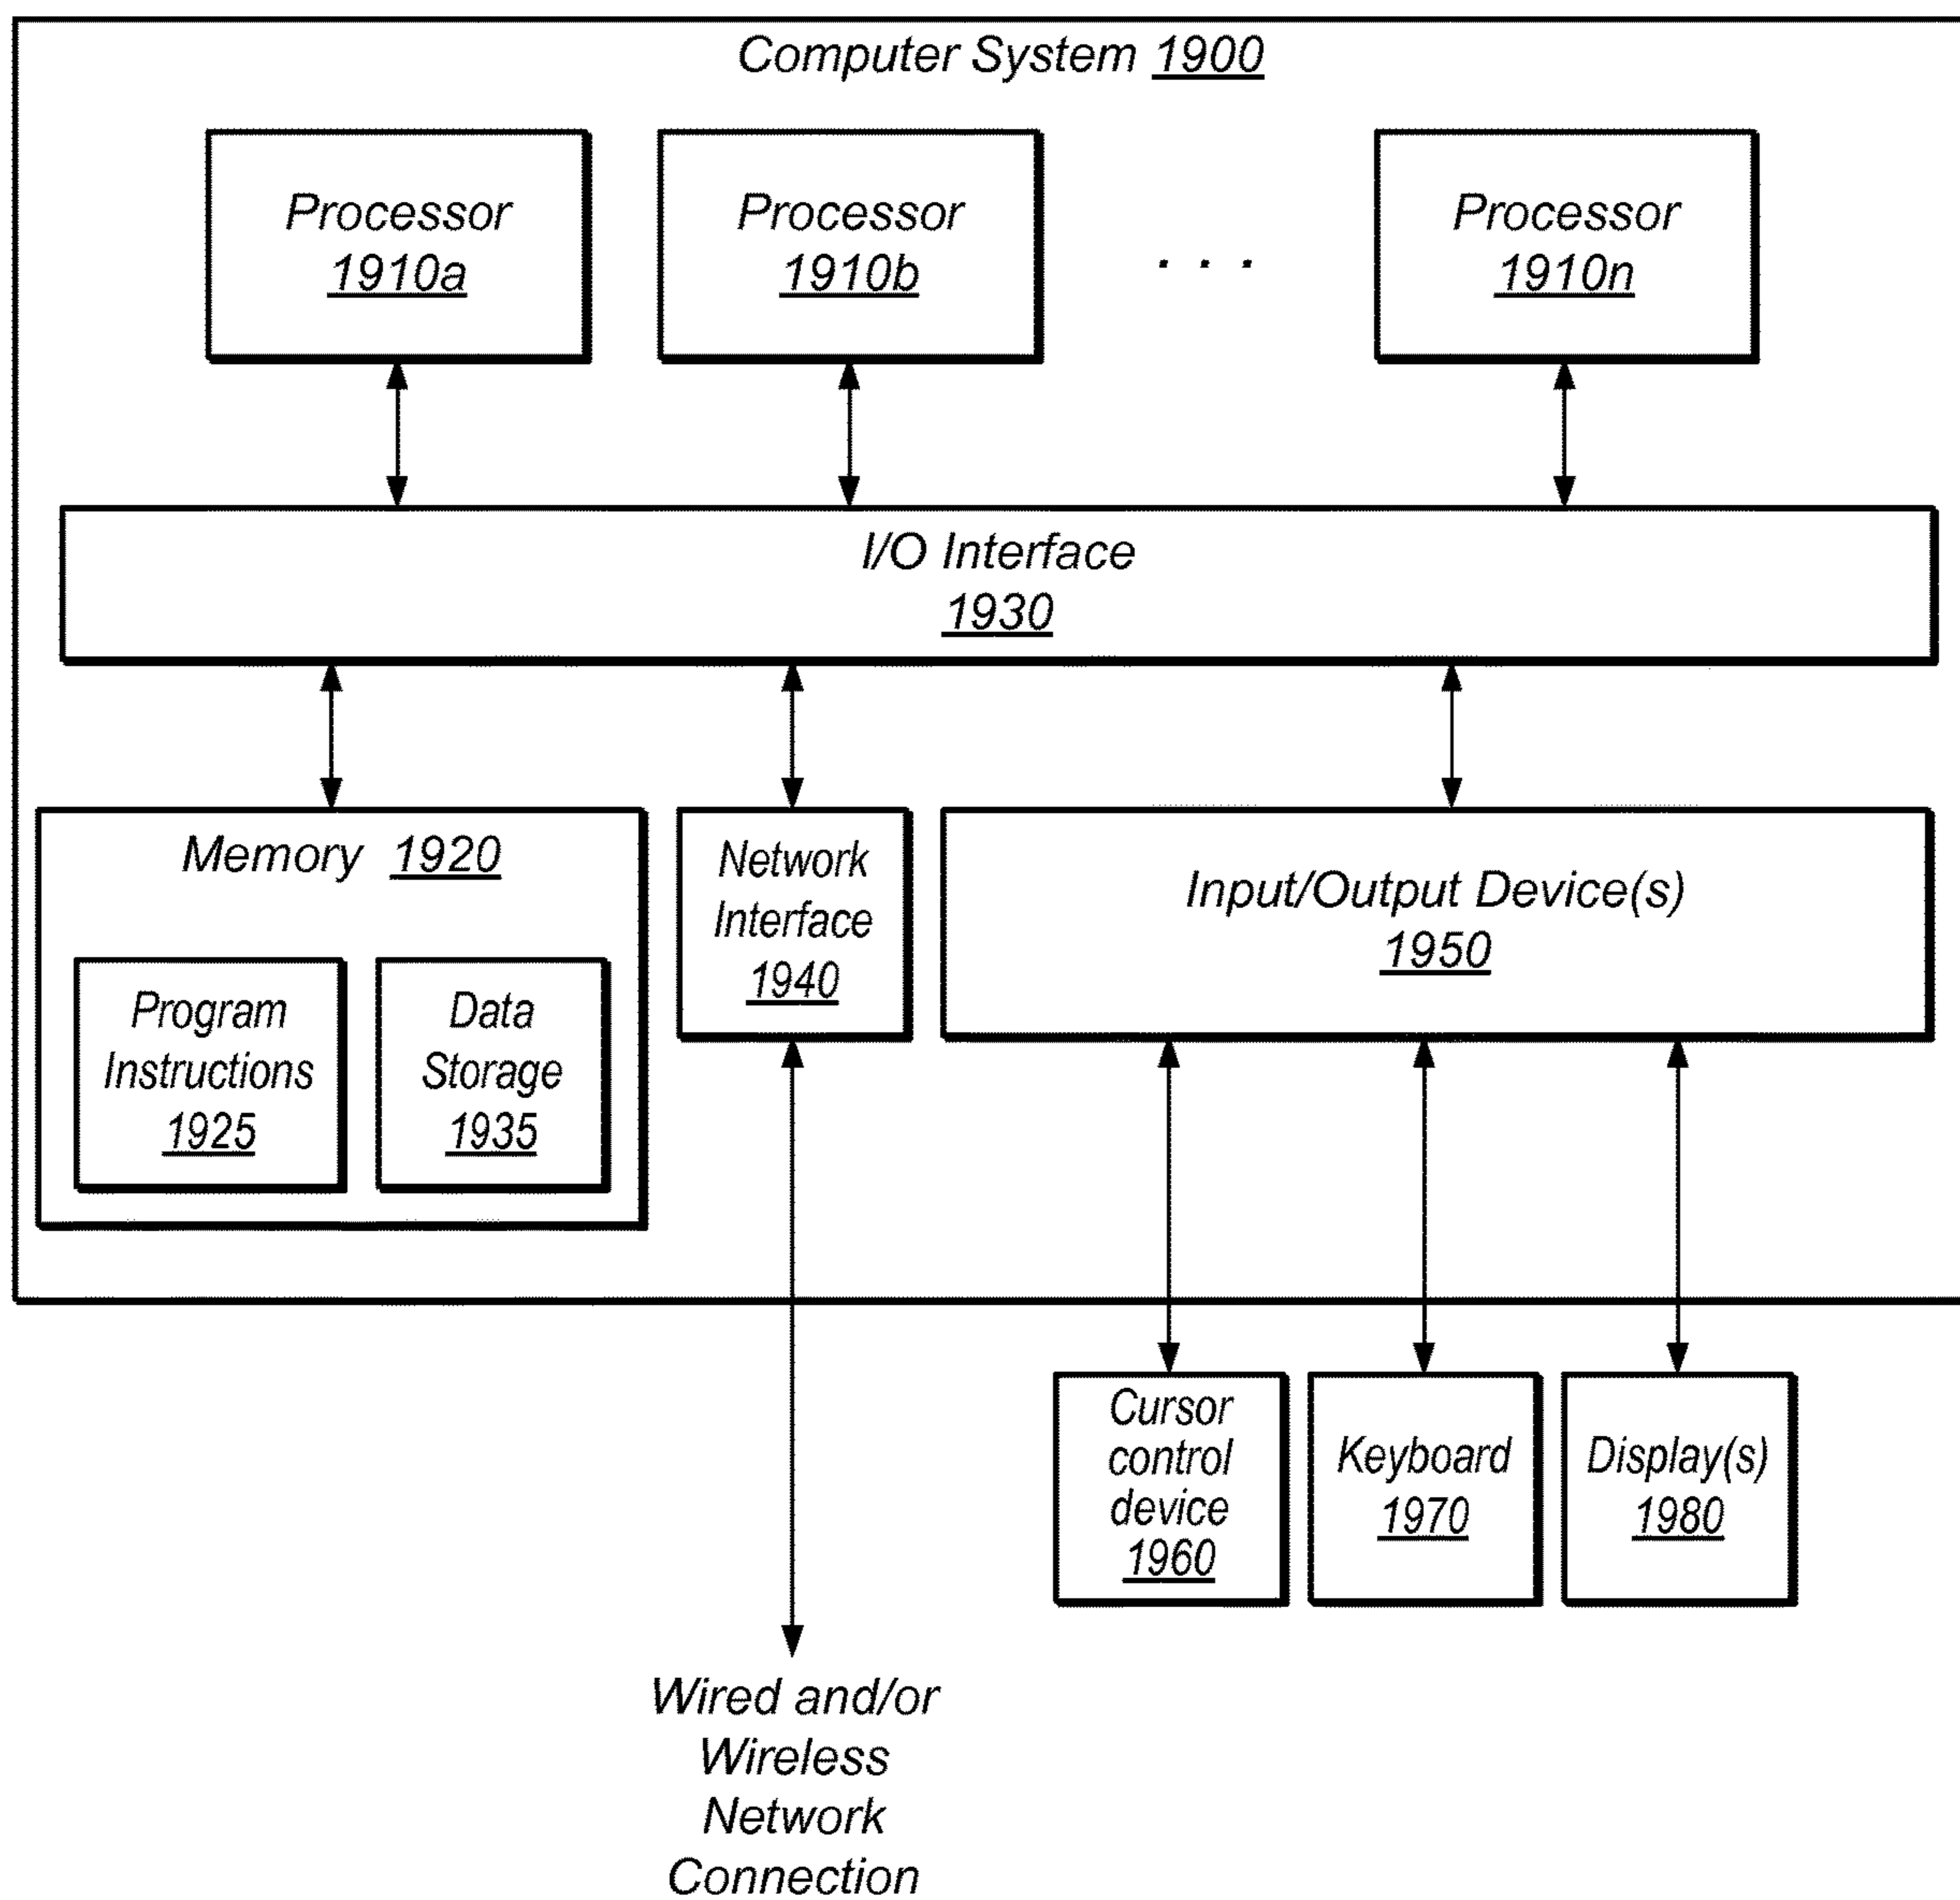 Computer System 1900
Processor
1910a
Processor
1910b
. . .
Processor
1910n
I/O Interface
1930
Memory 1920
Program
Instructions
1925
Data
Storage
1935
Network
Interface
1940
Input/Output Device(s)
1950
Cursor
control
device
1960
Keyboard
1970
Display(s)
1980
Wired and/or
Wireless
Network
Connection